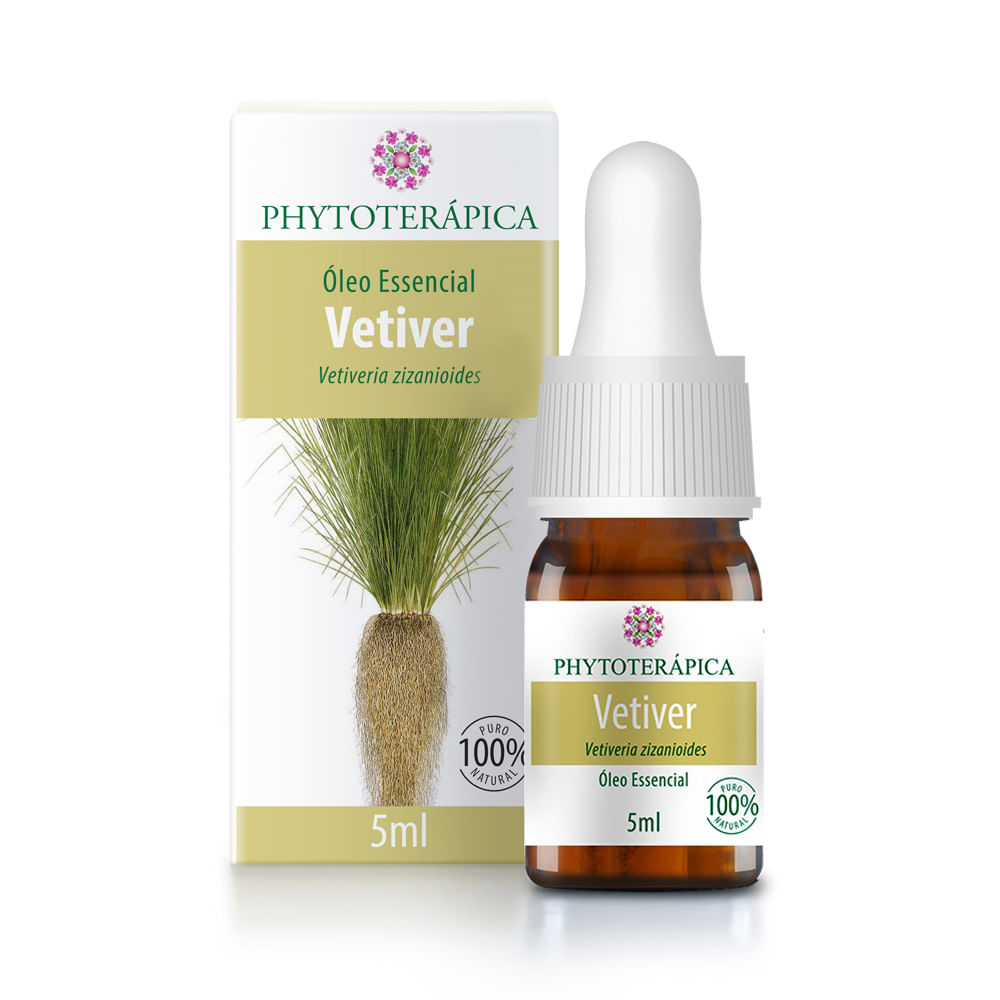 PHYTOTERÁPICA
Óleo Essencial
Vetiver
Vetiveria zizanioides
PURO
100%
NATURAL
5ml
PHYTOTERÁPICA
Vetiver
Vetiveria zizanioides
Óleo Essencial
5ml
PURO
100%
NATURAL